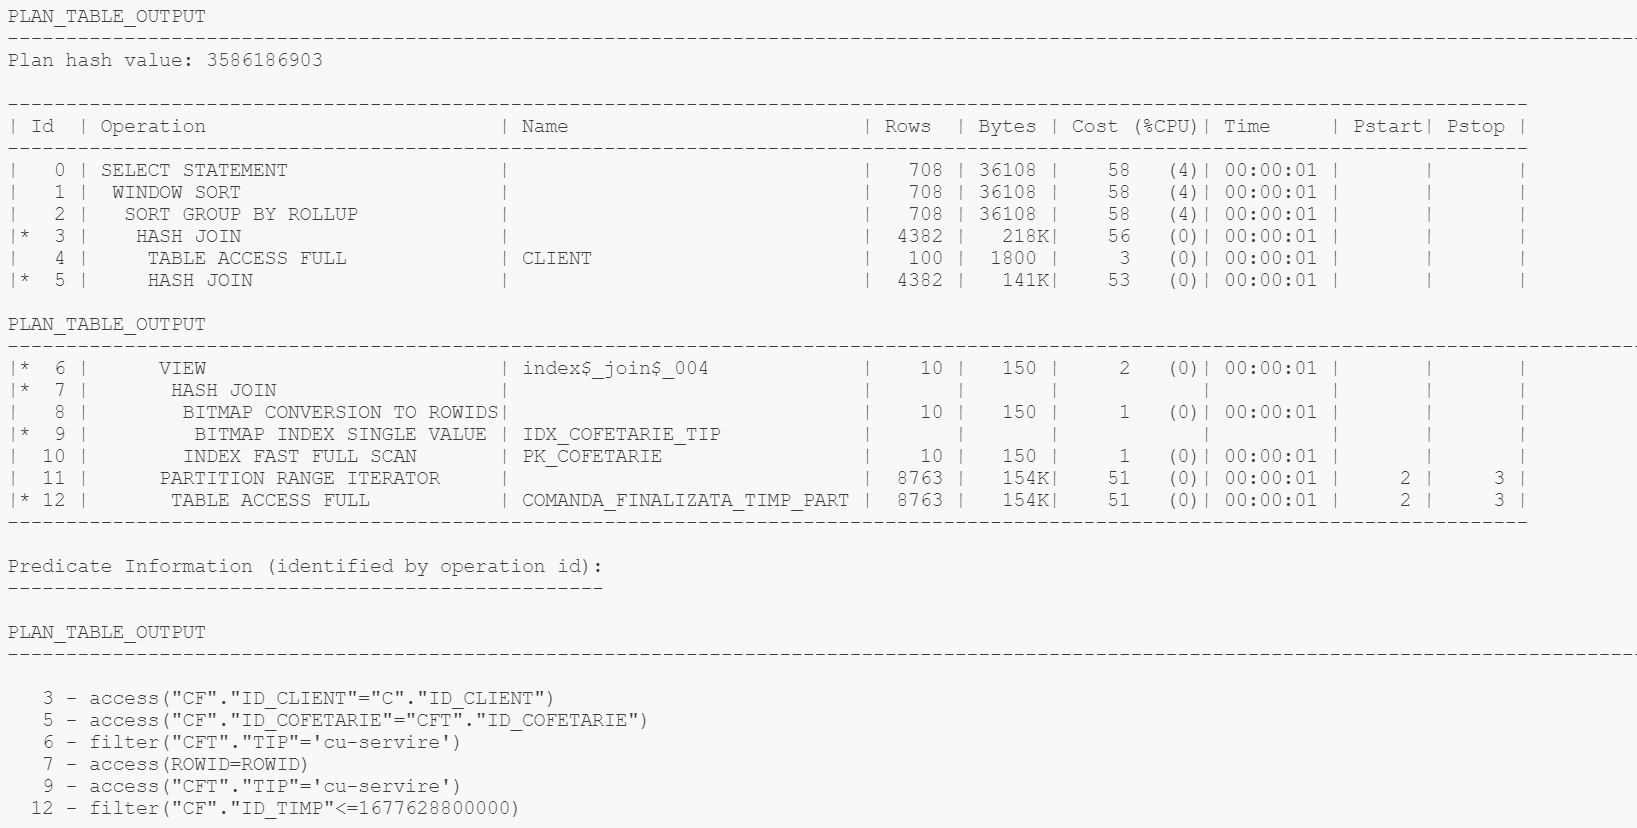 PLAN_TABLE_OUTPUT
--------------------------------------------------------------------------------------------------------------------------------------------
Plan hash value: 3586186903
----------------------------------------------------------------------------------------------------------------------------------
| Id  | Operation                         | Name                         | Rows  | Bytes | Cost (%CPU)| Time     | Pstart| Pstop |
----------------------------------------------------------------------------------------------------------------------------------
|   0 | SELECT STATEMENT                  |                              |   708 | 36108 |    58   (4)| 00:00:01 |       |       |
|   1 |  WINDOW SORT                      |                              |   708 | 36108 |    58   (4)| 00:00:01 |       |       |
|   2 |   SORT GROUP BY ROLLUP            |                              |   708 | 36108 |    58   (4)| 00:00:01 |       |       |
|*  3 |    HASH JOIN                      |                              |  4382 |   218K|    56   (0)| 00:00:01 |       |       |
|   4 |     TABLE ACCESS FULL             | CLIENT                       |   100 |  1800 |     3   (0)| 00:00:01 |       |       |
|*  5 |     HASH JOIN                     |                              |  4382 |   141K|    53   (0)| 00:00:01 |       |       |
PLAN_TABLE_OUTPUT
--------------------------------------------------------------------------------------------------------------------------------------------
|*  6 |      VIEW                         | index$_join$_004             |    10 |   150 |     2   (0)| 00:00:01 |       |       |
|*  7 |       HASH JOIN                   |                              |       |       |            |          |       |       |
|   8 |        BITMAP CONVERSION TO ROWIDS|                              |    10 |   150 |     1   (0)| 00:00:01 |       |       |
|*  9 |         BITMAP INDEX SINGLE VALUE | IDX_COFETARIE_TIP            |       |       |            |          |       |       |
|  10 |        INDEX FAST FULL SCAN       | PK_COFETARIE                 |    10 |   150 |     1   (0)| 00:00:01 |       |       |
|  11 |      PARTITION RANGE ITERATOR     |                              |  8763 |   154K|    51   (0)| 00:00:01 |     2 |     3 |
|* 12 |       TABLE ACCESS FULL           | COMANDA_FINALIZATA_TIMP_PART |  8763 |   154K|    51   (0)| 00:00:01 |     2 |     3 |
----------------------------------------------------------------------------------------------------------------------------------
Predicate Information (identified by operation id):
---------------------------------------------------
PLAN_TABLE_OUTPUT
--------------------------------------------------------------------------------------------------------------------------------------------
   3 - access("CF"."ID_CLIENT"="C"."ID_CLIENT")
   5 - access("CF"."ID_COFETARIE"="CFT"."ID_COFETARIE")
   6 - filter("CFT"."TIP"='cu-servire')
   7 - access(ROWID=ROWID)
   9 - access("CFT"."TIP"='cu-servire')
  12 - filter("CF"."ID_TIMP"<=1677628800000)